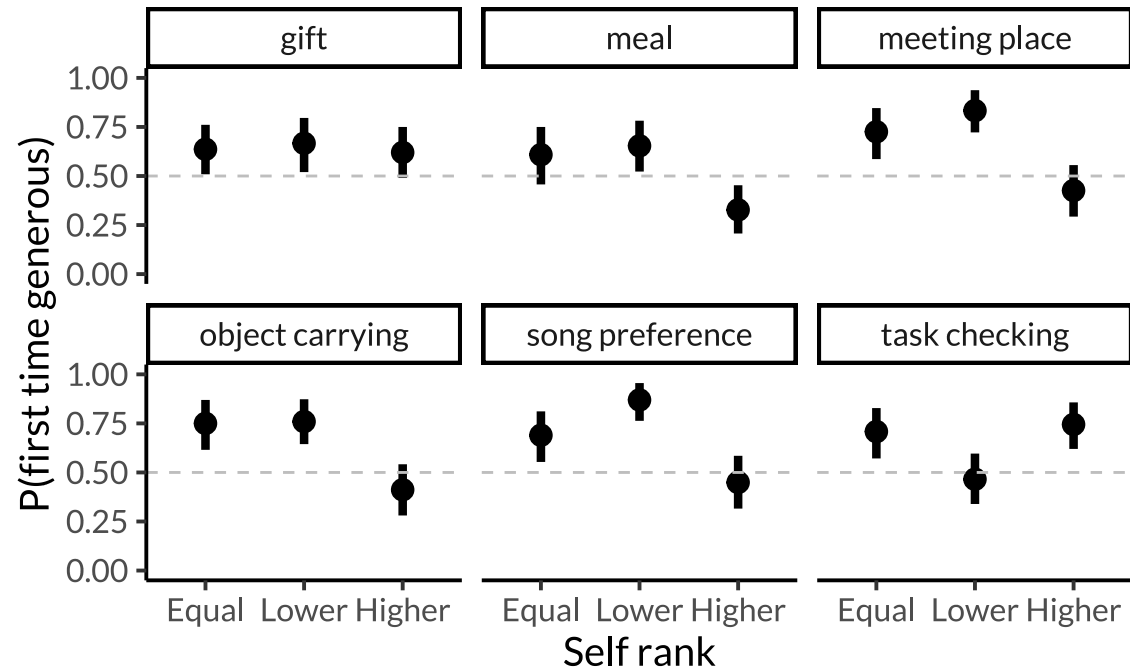 gift meal meeting place
1.00
0.75
0.50
0.25
0.00
object carrying song preference task checking
1.00
0.75
0.50
0.25
0.00
P(first time generous)
Equal Lower Higher Equal Lower Higher Equal Lower Higher
Self rank